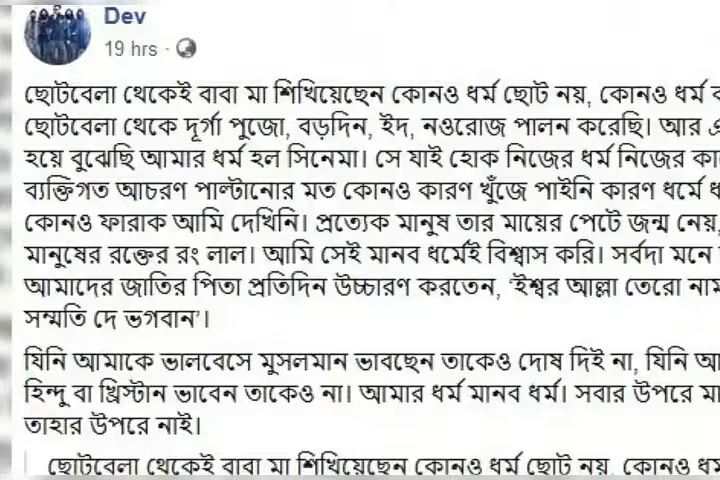 Dev
19 hrs ·
ছোটবেলা থেকেই বাবা মা শিখিয়েছেন কোনও ধর্ম ছোট নয়, কোনও ধর্ম
ছোটবেলা থেকে দূর্গা পুজো, বড়দিন, ইদ, নওরোজ পালন করেছি। আর
হয়ে বুঝেছি আমার ধর্ম হল সিনেমা। সে যাই হোক নিজের ধর্ম নিজের
ব্যক্তিগত আচরণ পাল্টানোর মত কোনও কারণ খুঁজে পাইনি কারণ ধর্মে
কোনও ফারাক আমি দেখিনি। প্রত্যেক মানুষ তার মায়ের পেটে জন্ম নেয়,
মানুষের রক্তের রং লাল। আমি সেই মানব ধর্মেই বিশ্বাস করি। সর্বদা মনে
আমাদের জাতির পিতা প্রতিদিন উচ্চারণ করতেন, 'ইশ্বর আল্লা তেরো নাম
সম্মতি দে ভগবান'।
যিনি আমাকে ভালবেসে মুসলমান ভাবছেন তাকেও দোষ দিই না, যিনি
হিন্দু বা খ্রিস্টান ভাবেন তাকেও না। আমার ধর্ম মানব ধর্ম। সবার উপরে
তাহার উপরে নাই।
ছোটবেলা থেকেই বাবা মা শিখিয়েছেন কোনও ধর্ম ছোট নয়, কোনও